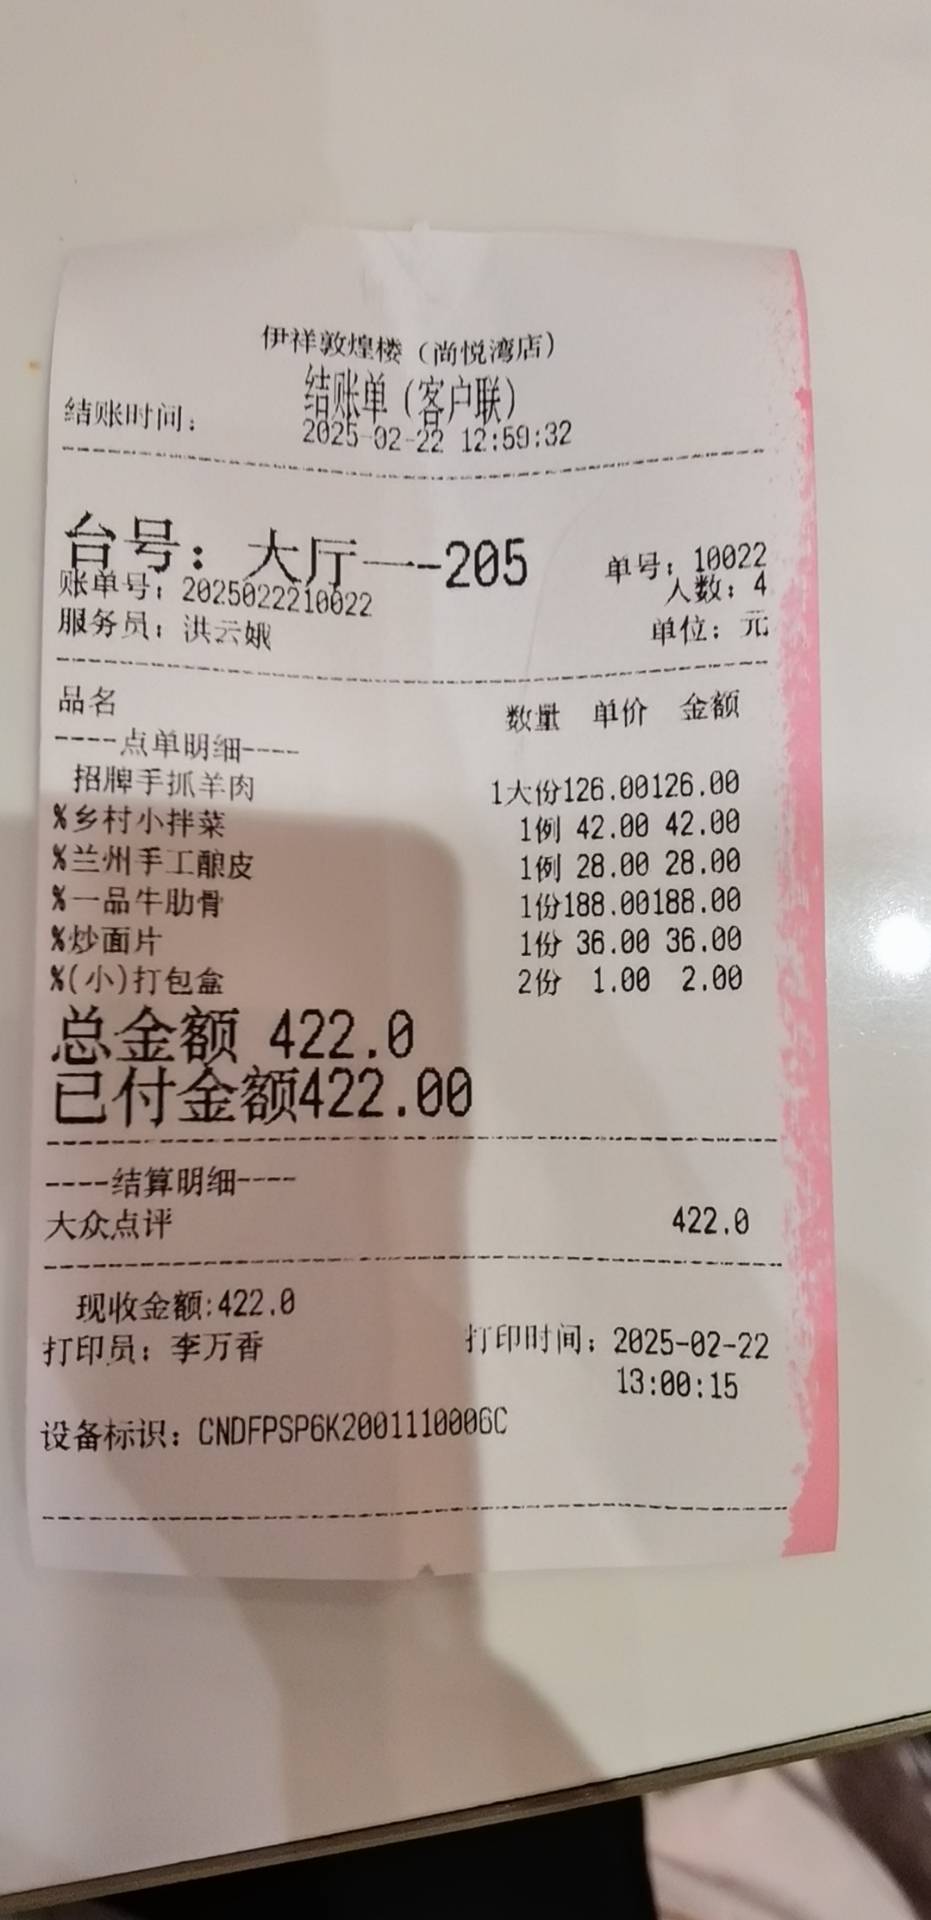 伊祥敦煌楼（尚悦湾店）
结账单（客户联）
结账时间： 2025-02-22 12:59:32
台号：大厅一--205 单号：10022
账单号：2025022210022 人数：4
服务员：洪云娥 单位：元
品名 数量 单价 金额
----点单明细----
招牌手抓羊肉 1大份126.00126.00
%乡村小拌菜 1例 42.00 42.00
%兰州手工酿皮 1例 28.00 28.00
%一品牛肋骨 1份188.00188.00
%炒面片 1份 36.00 36.00
%(小)打包盒 2份 1.00 2.00
总金额 422.0
已付金额422.00
----结算明细----
大众点评 422.0
现收金额:422.0
打印员：李万香 打印时间：2025-02-22
13:00:15
设备标识：CNDFPSP6K2001110006C